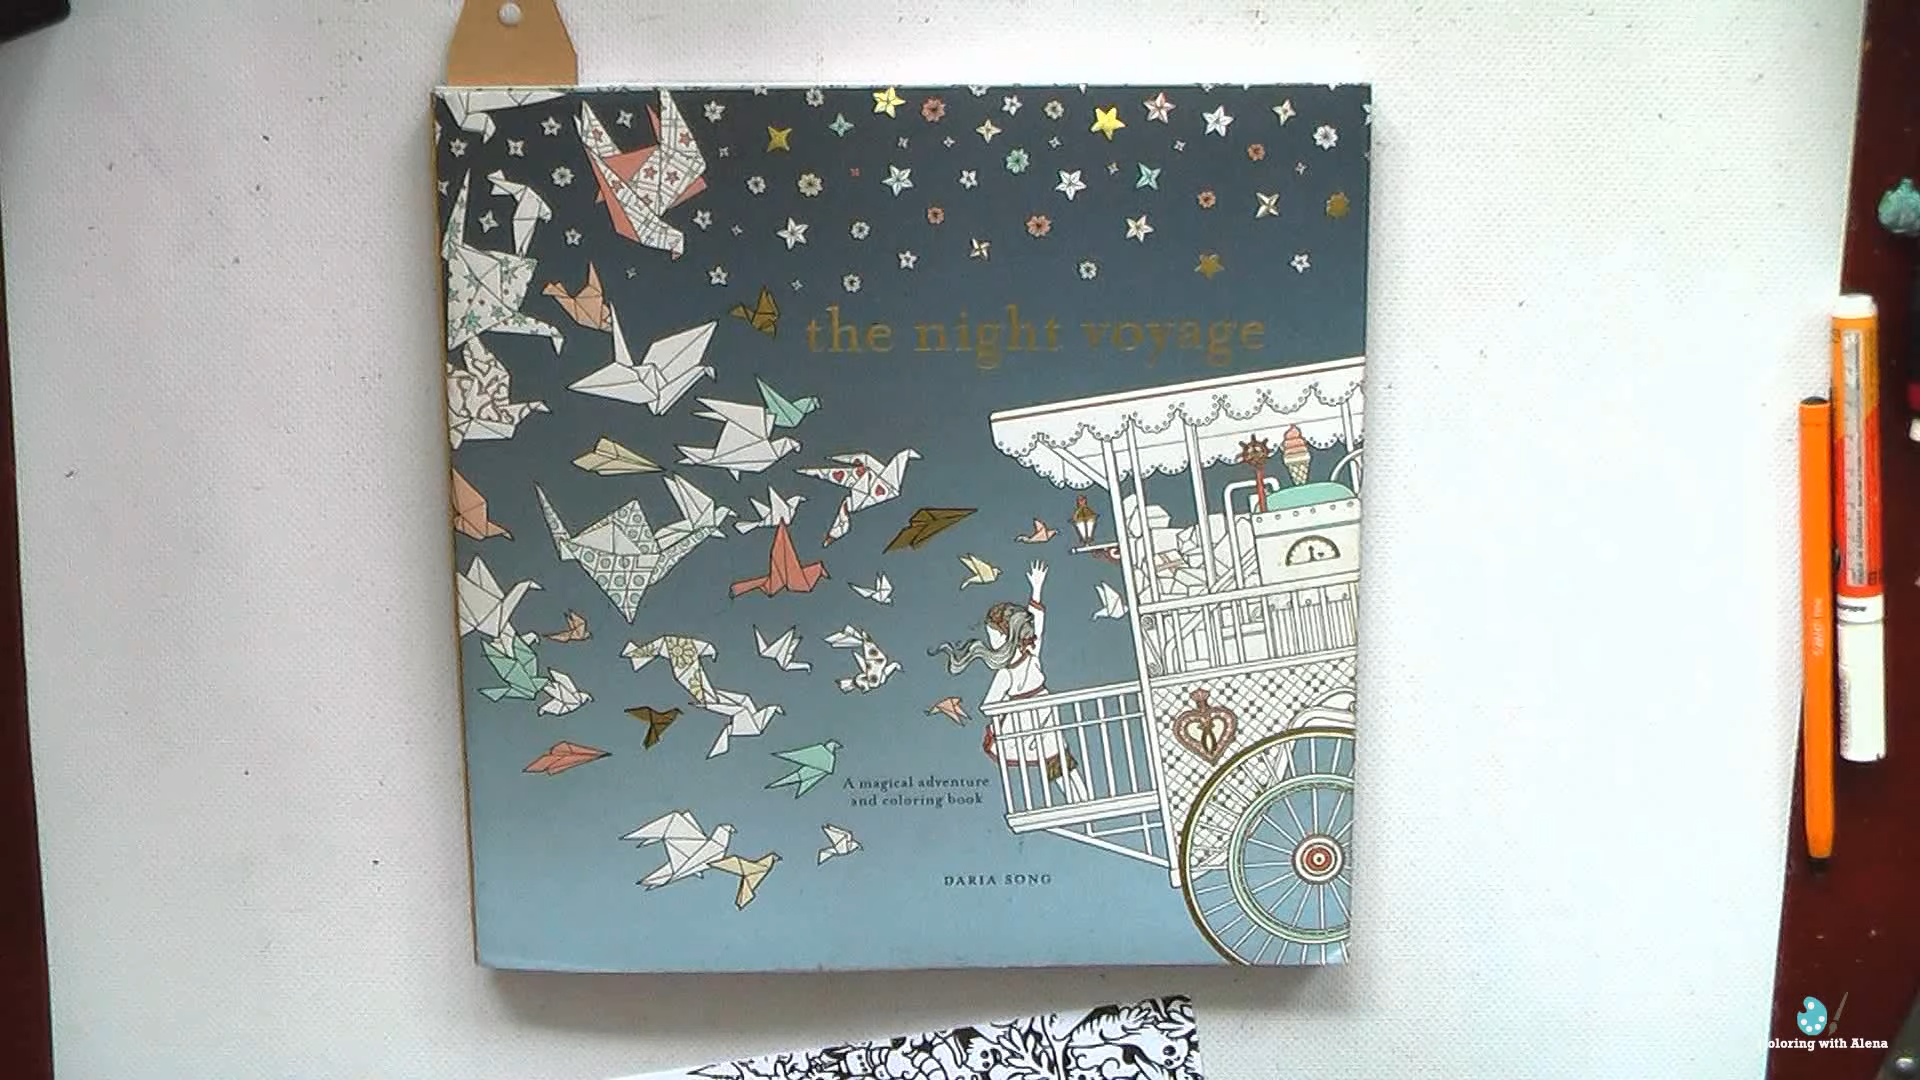 the night voyage
A magical adventure
and coloring book
DARIA SONG
oloring with Alena